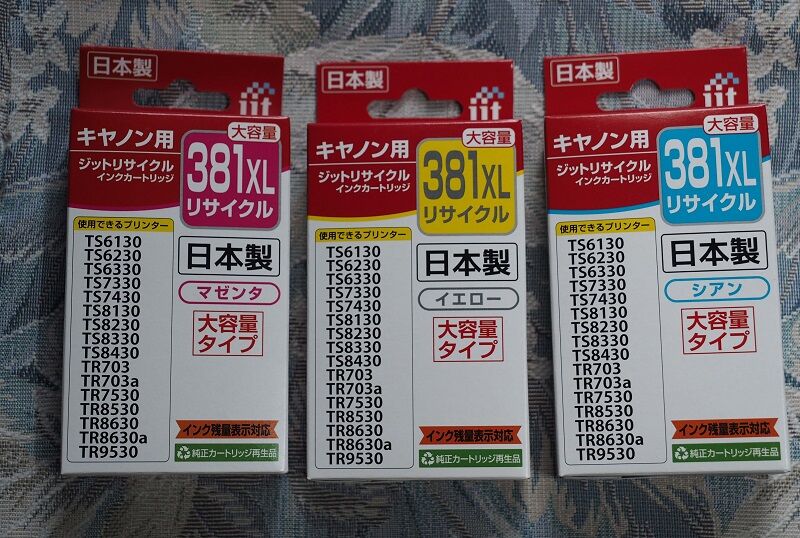 日本製
jit
キヤノン用
大容量
ジットリサイクル
インクカートリッジ
381XL
リサイクル
使用できるプリンター
TS6130
TS6230
TS6330
TS7330
TS7430
TS8130
TS8230
TS8330
TS8430
TR703
TR703a
TR7530
TR8530
TR8630
TR8630a
TR9530
日本製
マゼンタ
大容量
タイプ
インク残量表示対応
純正カートリッジ再生品
日本製
jit
キヤノン用
大容量
ジットリサイクル
インクカートリッジ
381XL
リサイクル
使用できるプリンター
TS6130
TS6230
TS6330
TS7330
TS7430
TS8130
TS8230
TS8330
TS8430
TR703
TR703a
TR7530
TR8530
TR8630
TR8630a
TR9530
日本製
イエロー
大容量
タイプ
インク残量表示対応
純正カートリッジ再生品
日本製
jit
キヤノン用
大容量
ジットリサイクル
インクカートリッジ
381XL
リサイクル
使用できるプリンター
TS6130
TS6230
TS6330
TS7330
TS7430
TS8130
TS8230
TS8330
TS8430
TR703
TR703a
TR7530
TR8530
TR8630
TR8630a
TR9530
日本製
シアン
大容量
タイプ
インク残量表示対応
純正カートリッジ再生品